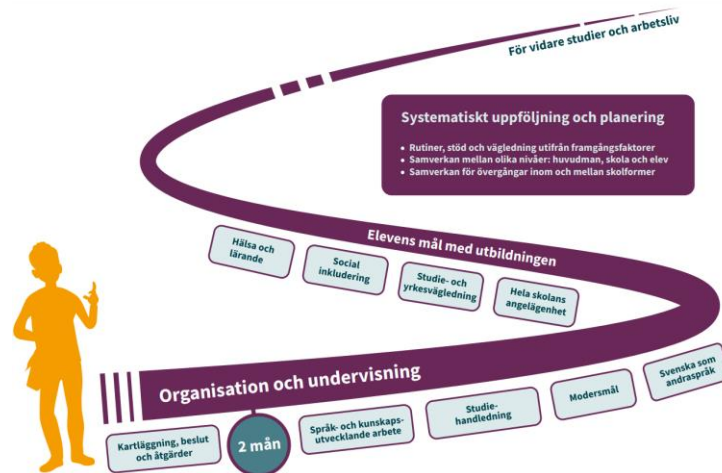 För vidare studier och arbetsliv
Systematiskt uppföljning och planering
• Rutiner, stöd och vägledning utifrån framgångsfaktorer
• Samverkan mellan olika nivåer: huvudman, skola och elev
• Samverkan för övergångar inom och mellan skolformer
Elevens mål med utbildningen
Hälsa och
lärande
Social
inkludering
Studie- och
yrkesvägledning
Hela skolans
angelägenhet
Organisation och undervisning
Kartläggning, beslut
och åtgärder
2 mån
Språk- och kunskaps-
utvecklande arbete
Studie-
handledning
Modersmål
Svenska som
andraspråk